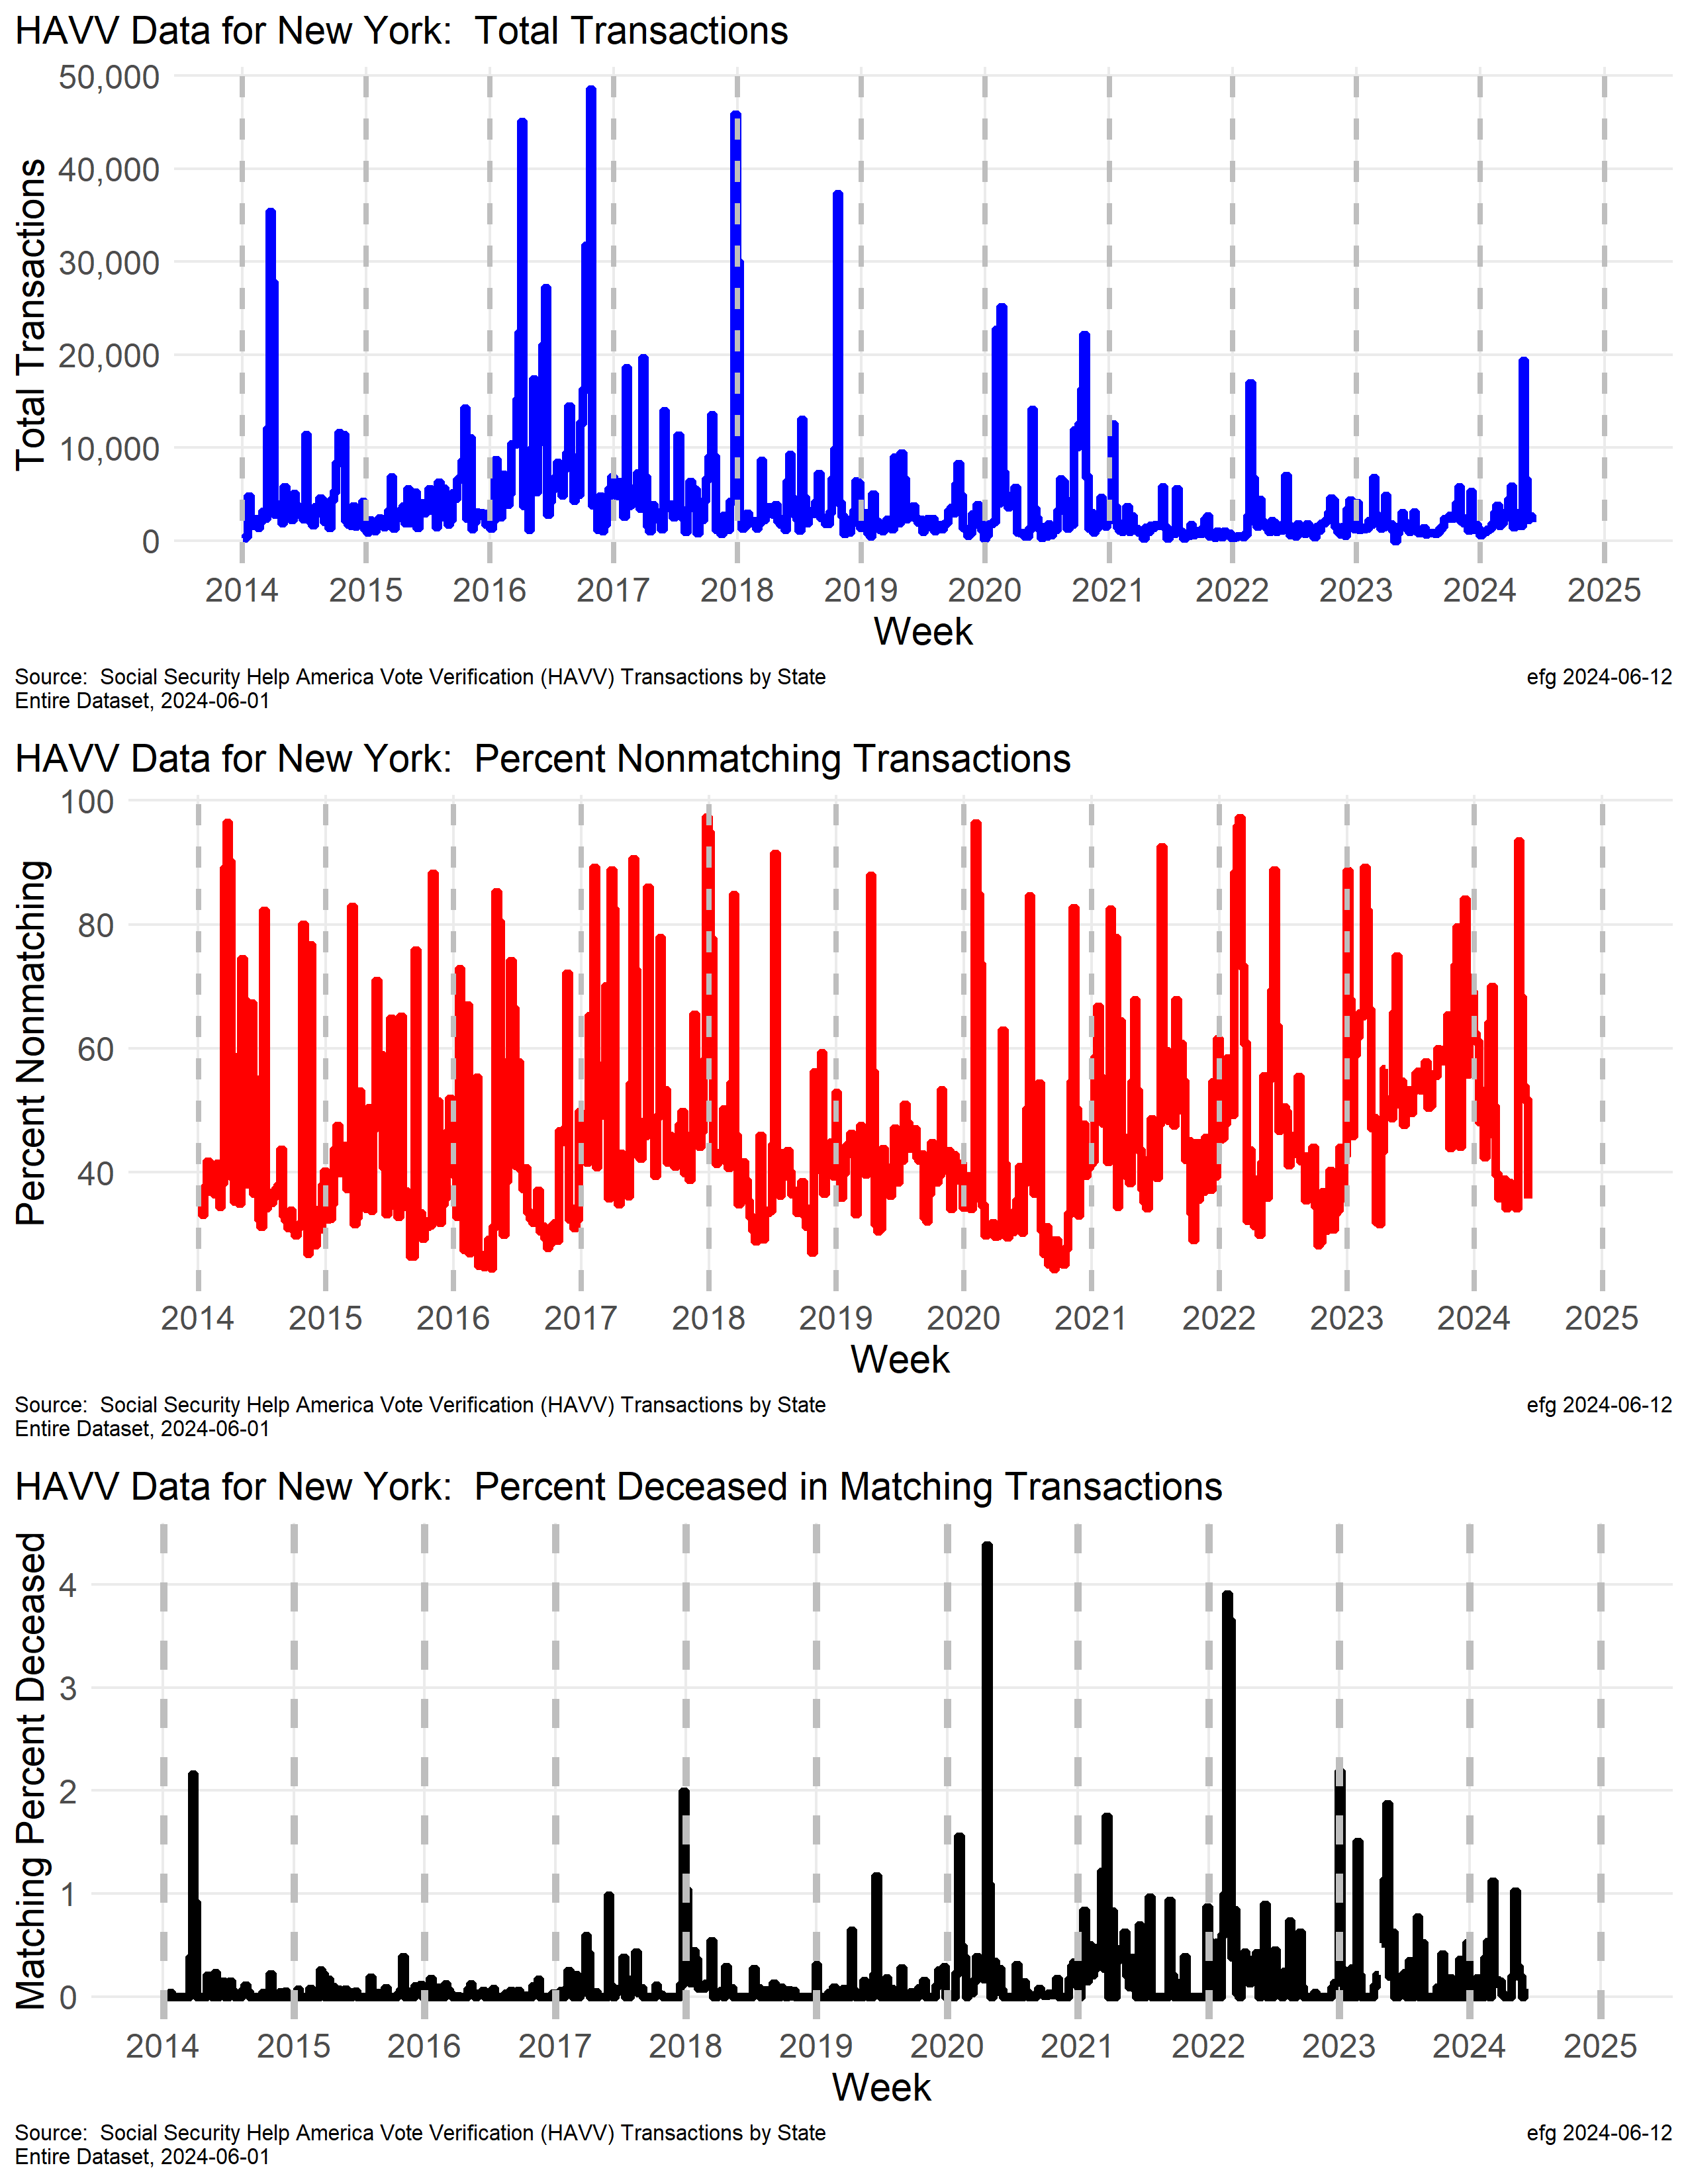 HAVV Data for New York:  Total Transactions
Total Transactions
50,000
40,000
30,000
20,000
10,000
0
2014 2015 2016 2017 2018 2019 2020 2021 2022 2023 2024 2025
Week
Source:  Social Security Help America Vote Verification (HAVV) Transactions by State
Entire Dataset, 2024-06-01
efg 2024-06-12
HAVV Data for New York:  Percent Nonmatching Transactions
Percent Nonmatching
100
80
60
40
2014 2015 2016 2017 2018 2019 2020 2021 2022 2023 2024 2025
Week
Source:  Social Security Help America Vote Verification (HAVV) Transactions by State
Entire Dataset, 2024-06-01
efg 2024-06-12
HAVV Data for New York:  Percent Deceased in Matching Transactions
Matching Percent Deceased
4
3
2
1
0
2014 2015 2016 2017 2018 2019 2020 2021 2022 2023 2024 2025
Week
Source:  Social Security Help America Vote Verification (HAVV) Transactions by State
Entire Dataset, 2024-06-01
efg 2024-06-12